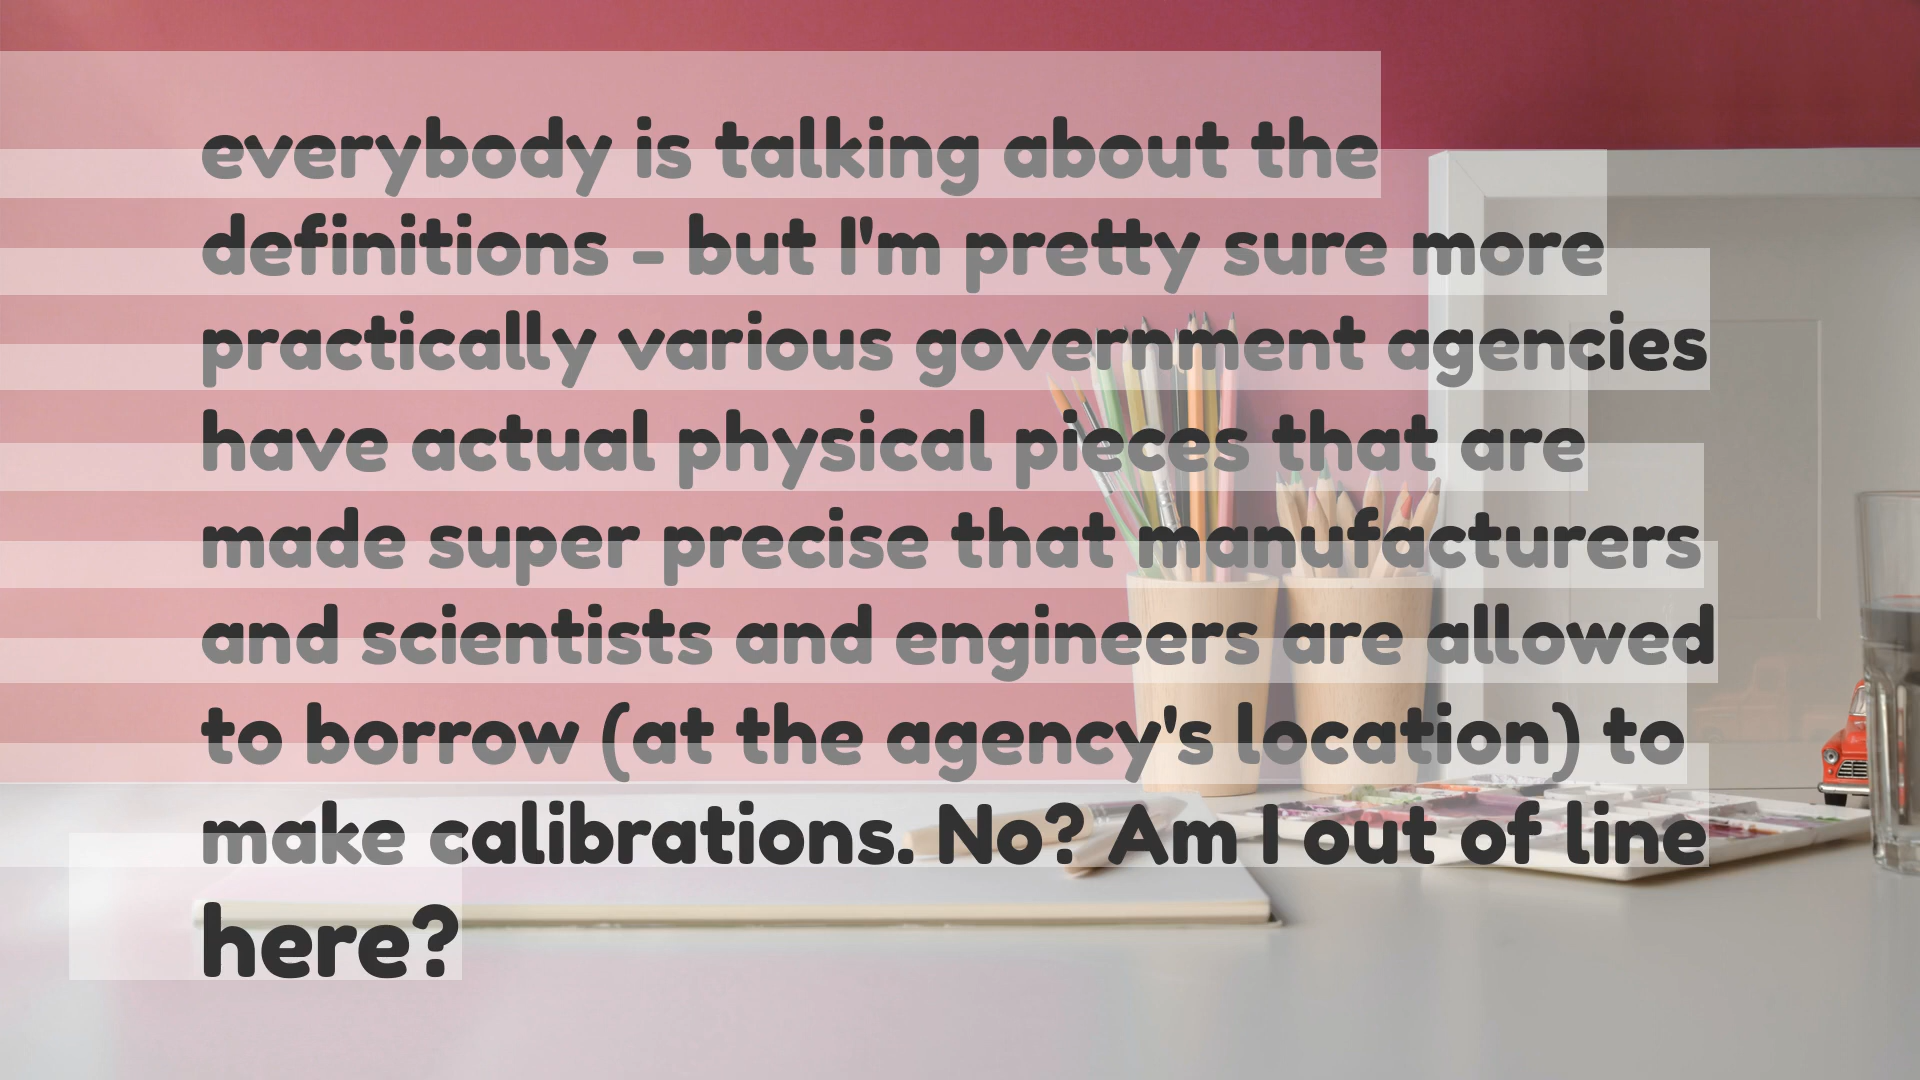 everybody is talking about the
definitions - but I'm pretty sure more
practically various government agencies
have actual physical pieces that are
made super precise that manufacturers
and scientists and engineers are allowed
to borrow (at the agency's location) to
make calibrations. No? Am I out of line
here?